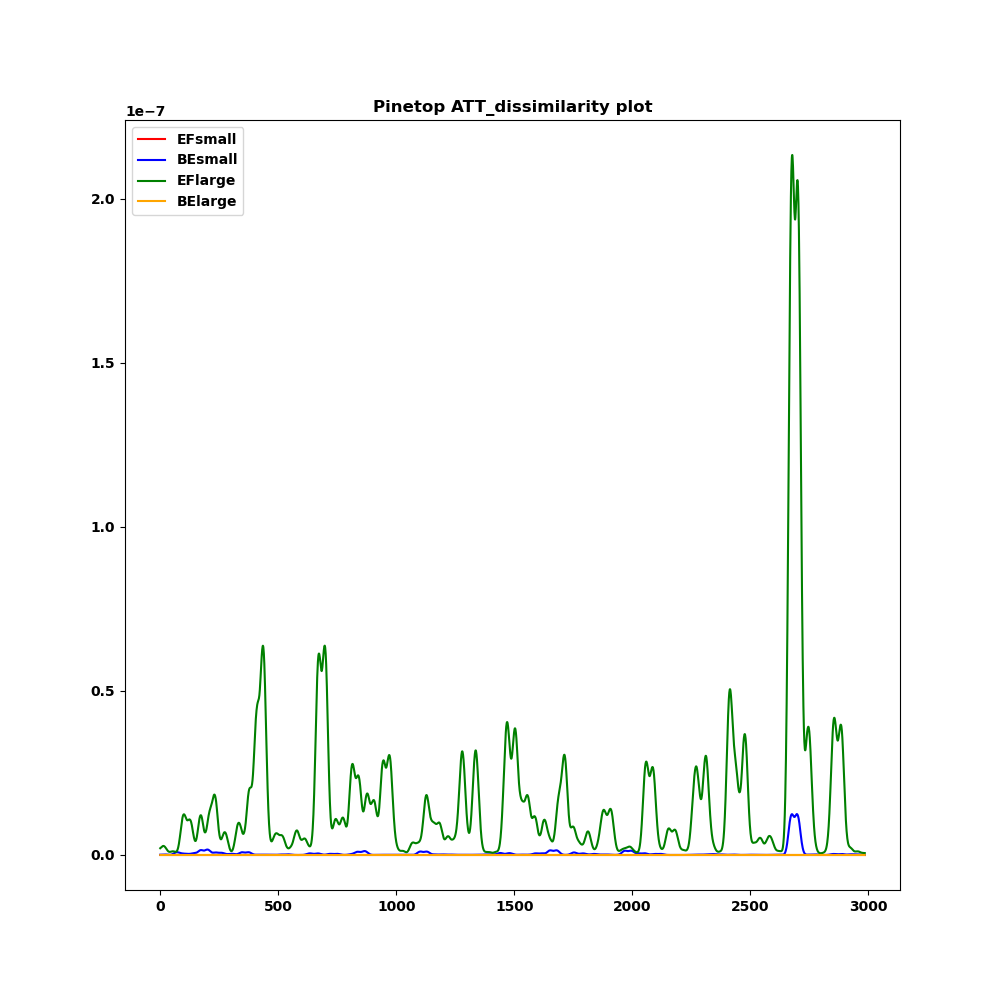 Pinetop ATT_dissimilarity plot
1e−7
EFsmall
BEsmall
EFlarge
BElarge
2.0
1.5
1.0
0.5
0.0
0 500 1000 1500 2000 2500 3000